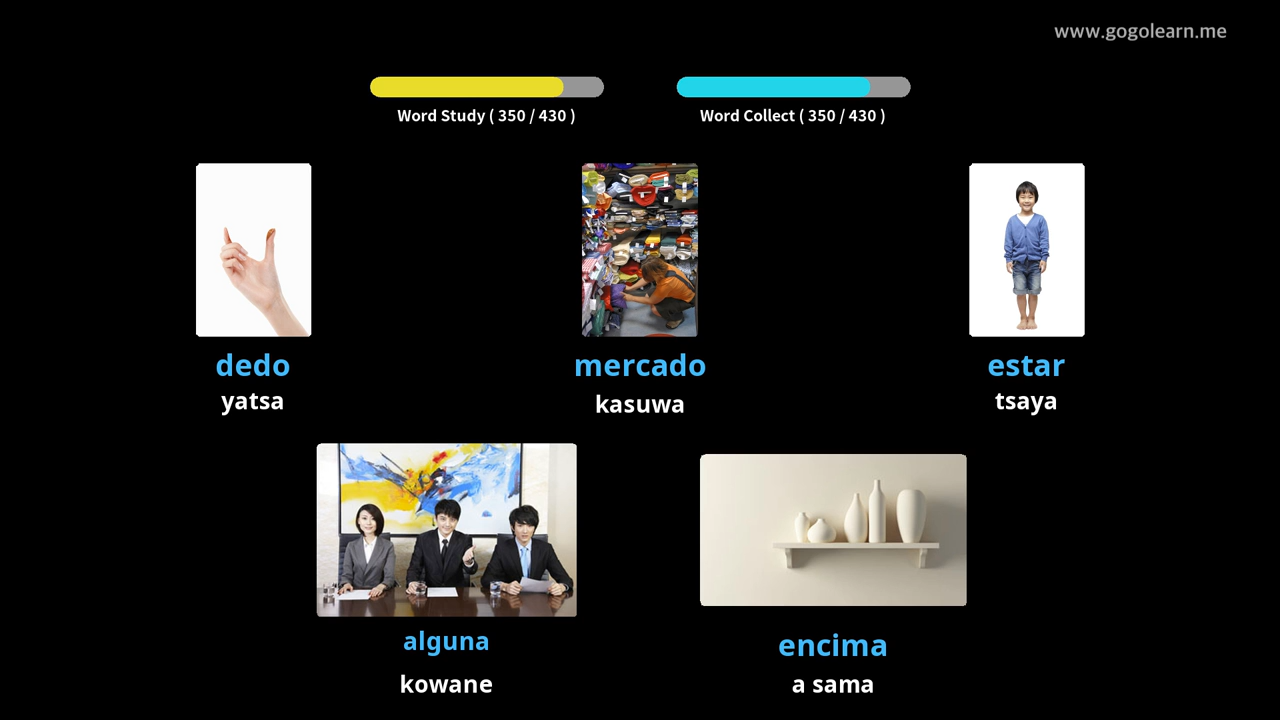 www.gogolearn.me
Word Study ( 350 / 430 )
Word Collect ( 350 / 430 )
dedo
yatsa
mercado
kasuwa
estar
tsaya
alguna
kowane
encima
a sama